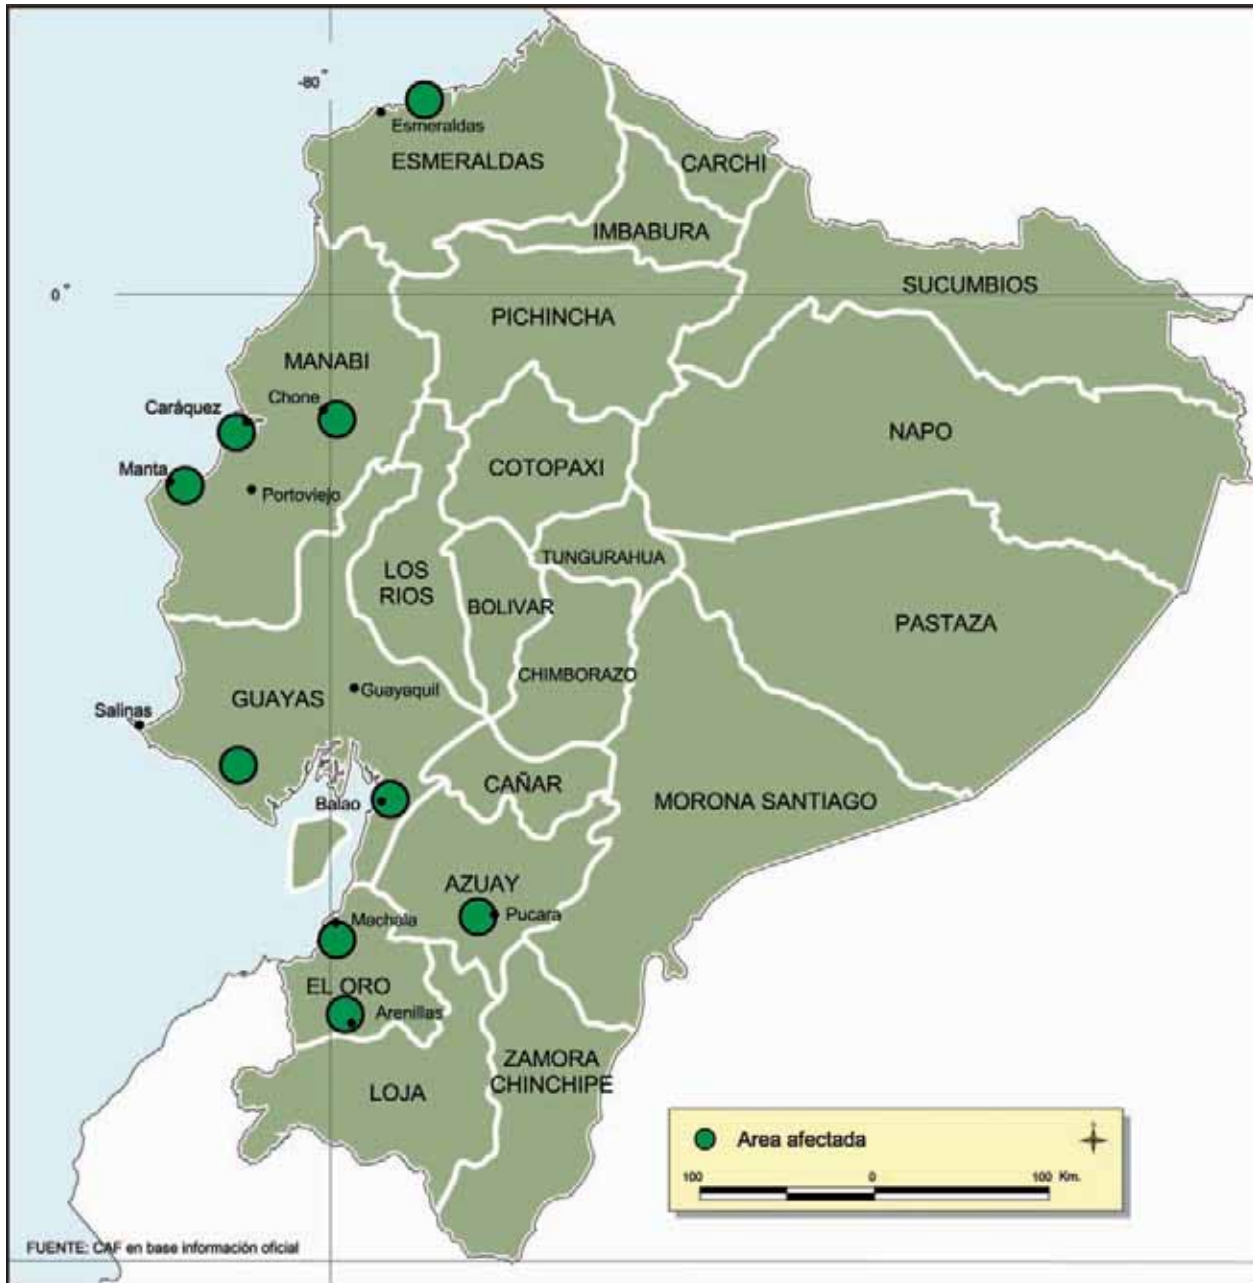 -80°
Esmeraldas
ESMERALDAS
CARCHI
IMBABURA
0°
SUCUMBIOS
PICHINCHA
MANABI
Chone
Caráquez
NAPO
COTOPAXI
Manta
Portoviejo
TUNGURAHUA
LOS
RIOS
BOLIVAR
PASTAZA
CHIMBORAZO
GUAYAS
Guayaquil
Salinas
CAÑAR
Balao
MORONA SANTIAGO
AZUAY
Pucara
Machala
EL ORO
Arenillas
ZAMORA
CHINCHIPE
LOJA
Area afectada
100 0 100 Km.
FUENTE: CAF en base información oficial